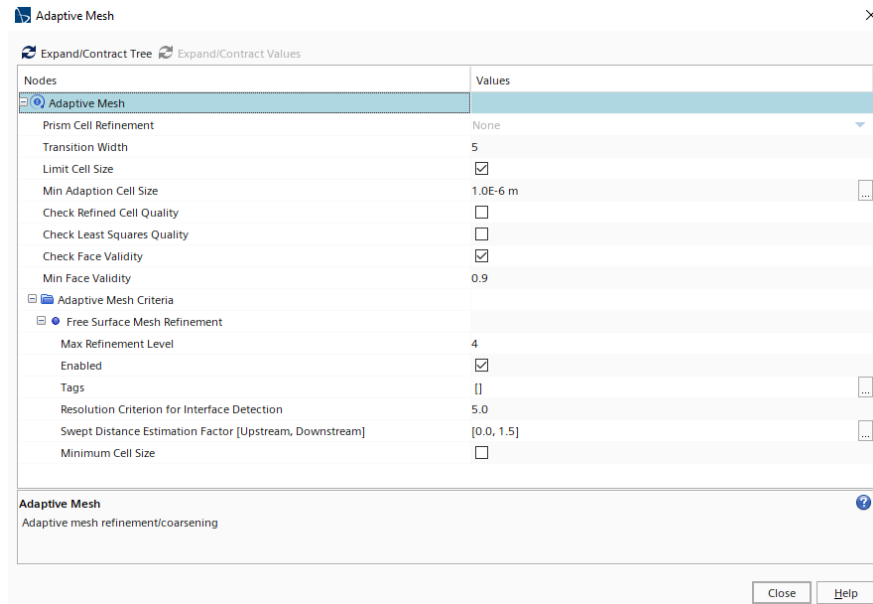 Adaptive Mesh
Expand/Contract Tree Expand/Contract Values
Nodes Values
Adaptive Mesh
Prism Cell Refinement None
Transition Width 5
Limit Cell Size
Min Adaption Cell Size 1.0E-6 m ...
Check Refined Cell Quality
Check Least Squares Quality
Check Face Validity
Min Face Validity 0.9
Adaptive Mesh Criteria
Free Surface Mesh Refinement
Max Refinement Level 4
Enabled
Tags [] ...
Resolution Criterion for Interface Detection 5.0
Swept Distance Estimation Factor [Upstream, Downstream] [0.0, 1.5] ...
Minimum Cell Size
Adaptive Mesh ?
Adaptive mesh refinement/coarsening
Close Help